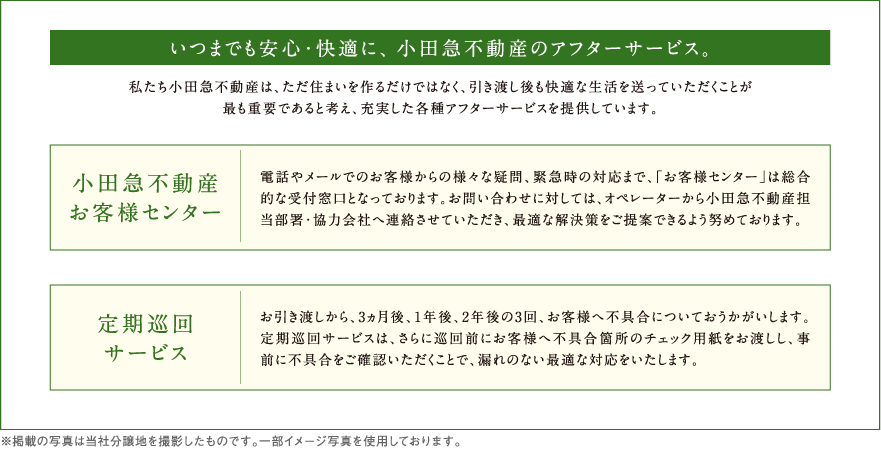 いつまでも安心・快適に、小田急不動産のアフターサービス。
私たち小田急不動産は、ただ住まいを作るだけではなく、引き渡し後も快適な生活を送っていただくことが
最も重要であると考え、充実した各種アフターサービスを提供しています。
小田急不動産
お客様センター
電話やメールでのお客様からの様々な疑問、緊急時の対応まで、「お客様センター」は総合
的な受付窓口となっております。お問い合わせに対しては、オペレーターから小田急不動産担
当部署・協力会社へ連絡させていただき、最適な解決策をご提案できるよう努めております。
定期巡回
サービス
お引き渡しから、3ヵ月後、1年後、2年後の3回、お客様へ不具合についておうかがいします。
定期巡回サービスは、さらに巡回前にお客様へ不具合箇所のチェック用紙をお渡しし、事
前に不具合をご確認いただくことで、漏れのない最適な対応をいたします。
※掲載の写真は当社分譲地を撮影したものです。一部イメージ写真を使用しております。